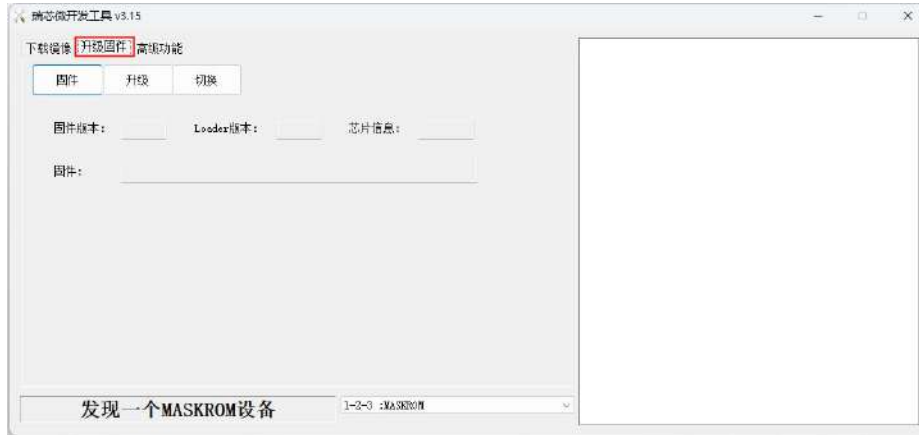 瑞芯微开发工具 v3.15
下载镜像 升级固件 高级功能
固件 升级 切换
固件版本： Loader版本： 芯片信息：
固件：
发现一个MASKROM设备 1-2-3 :MASKROM